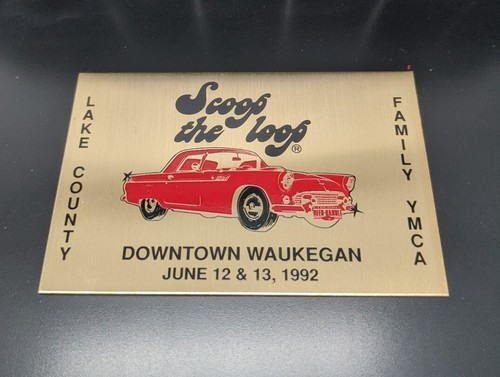 Scoop
the loop®
LAKE COUNTY
FAMILY YMCA
DOWNTOWN WAUKEGAN
JUNE 12 & 13, 1992